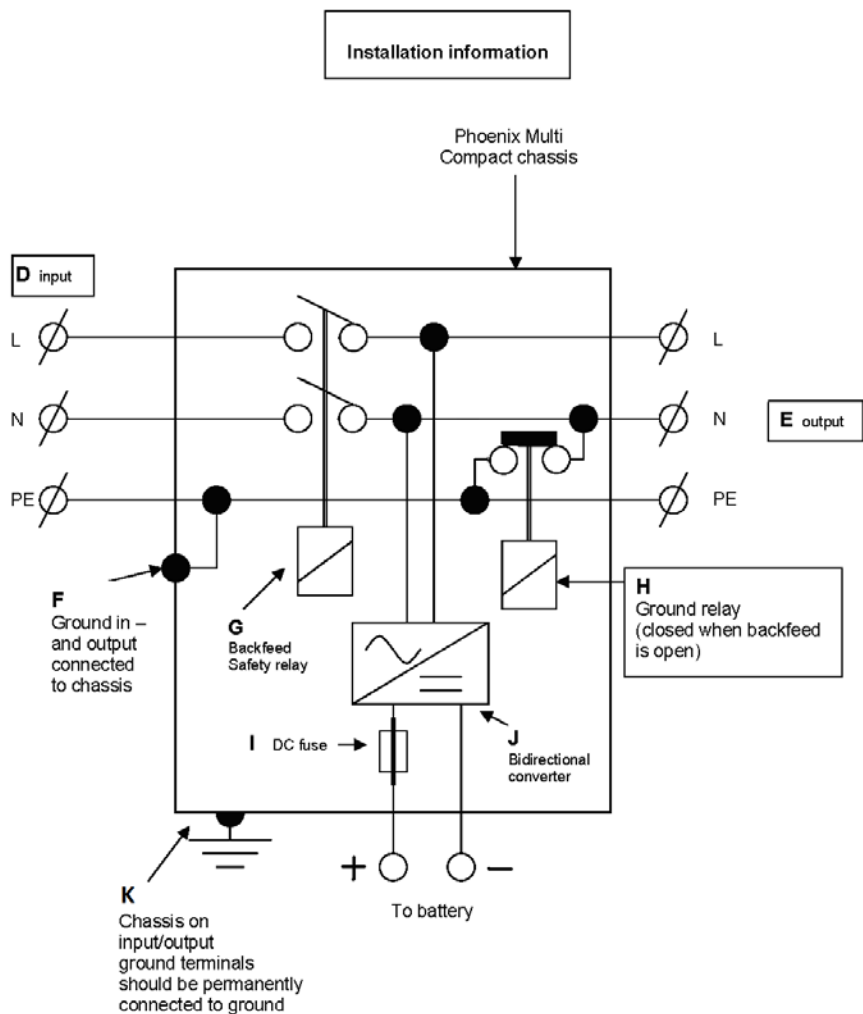 Installation information
Phoenix Multi
Compact chassis
D input
L
L
N
N
E output
PE
PE
F
Ground in –
and output
connected
to chassis
G
Backfeed
Safety relay
H
Ground relay
(closed when backfeed
is open)
I DC fuse
J
Bidirectional
converter
+
–
To battery
K
Chassis on
input/output
ground terminals
should be permanently
connected to ground